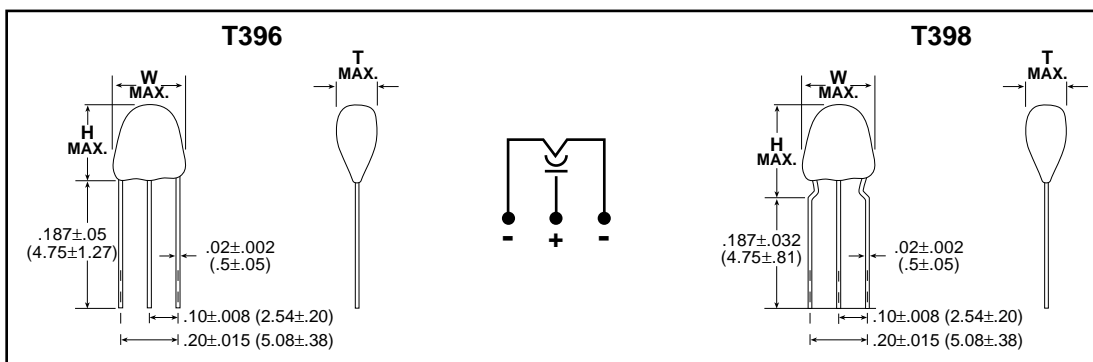 T396
W
MAX.
T
MAX.
H
MAX.
.187±.05
(4.75±1.27)
.02±.002
(.5±.05)
.10±.008 (2.54±.20)
.20±.015 (5.08±.38)
- + -
T398
W
MAX.
T
MAX.
H
MAX.
.187±.032
(4.75±.81)
.02±.002
(.5±.05)
.10±.008 (2.54±.20)
.20±.015 (5.08±.38)